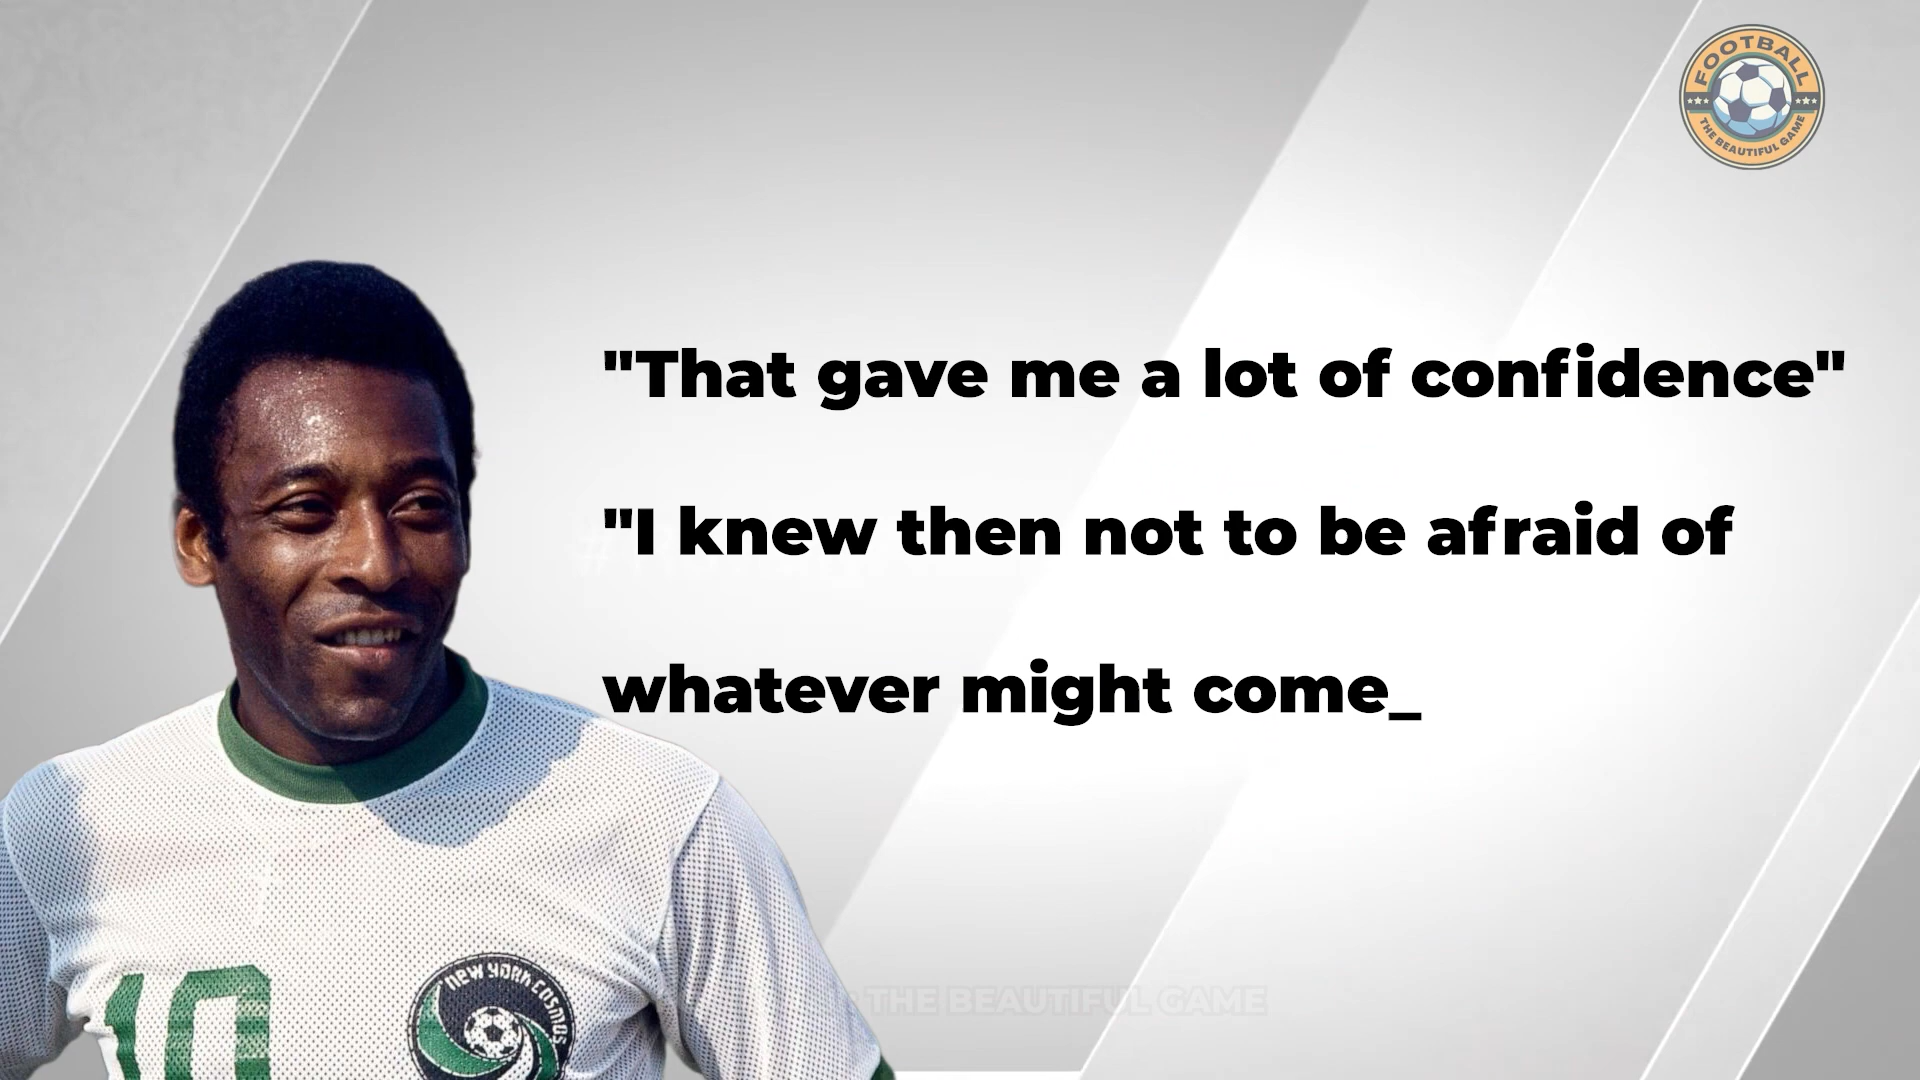 FOOTBALL
THE BEAUTIFUL GAME
"That gave me a lot of confidence"
"I knew then not to be afraid of
whatever might come_
10
NEW YORK COSMOS
THE BEAUTIFUL GAME